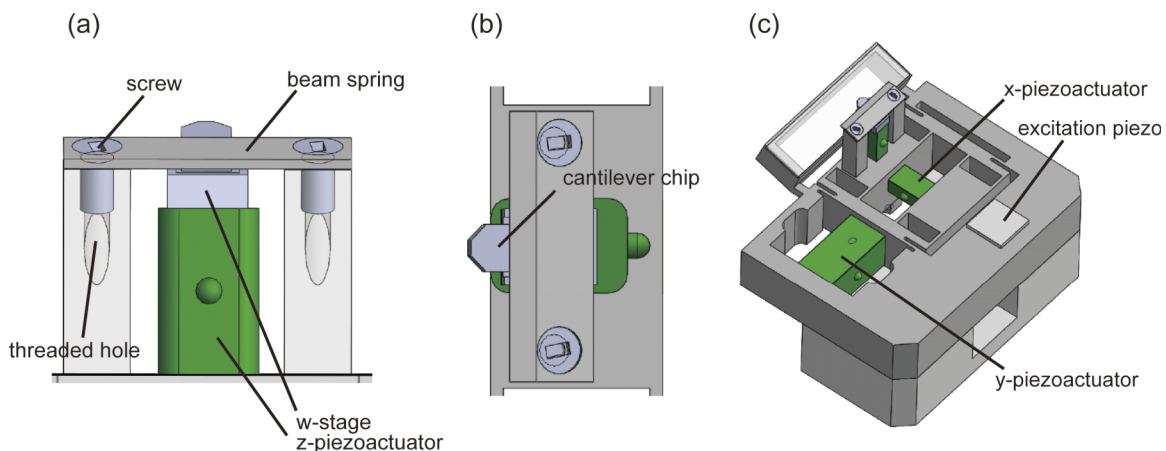 (a)
screw
beam spring
threaded hole
w-stage
z-piezoactuator
(b)
cantilever chip
(c)
x-piezoactuator
excitation piezo
y-piezoactuator